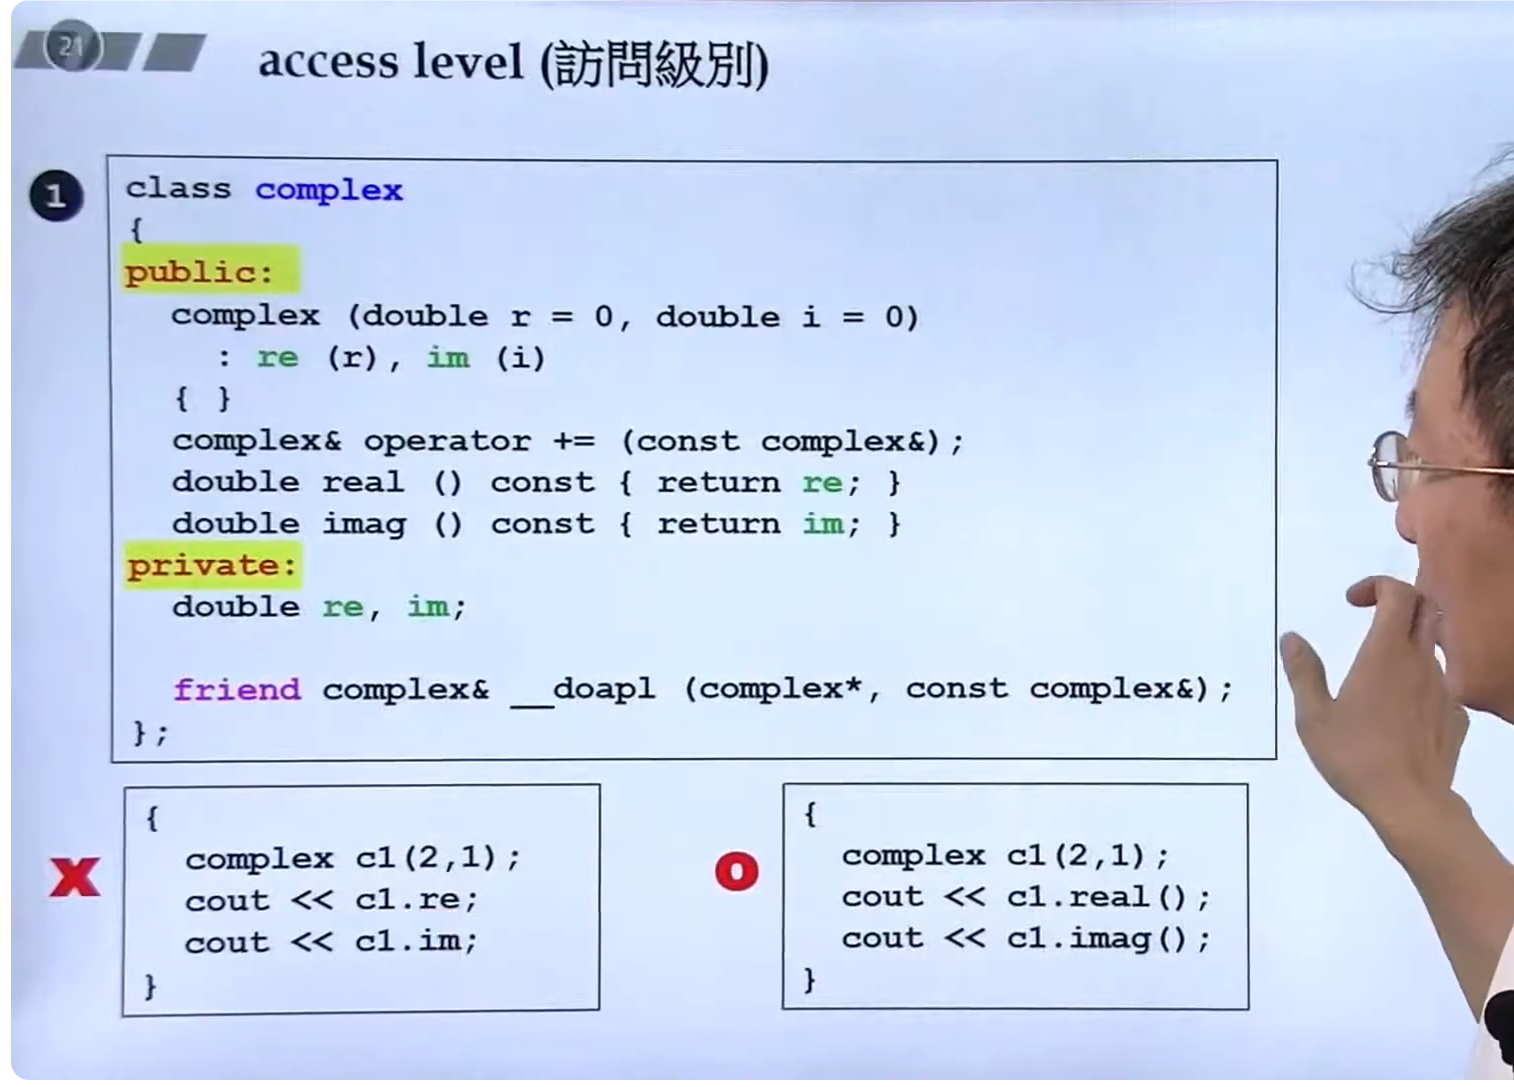 21
access level (訪問級別)
1
class complex
{
public:
complex (double r = 0, double i = 0)
: re (r), im (i)
{ }
complex& operator += (const complex&);
double real () const { return re; }
double imag () const { return im; }
private:
double re, im;
friend complex& __doapl (complex*, const complex&);
};
X
{
complex c1(2,1);
cout << c1.re;
cout << c1.im;
}
O
{
complex c1(2,1);
cout << c1.real();
cout << c1.imag();
}